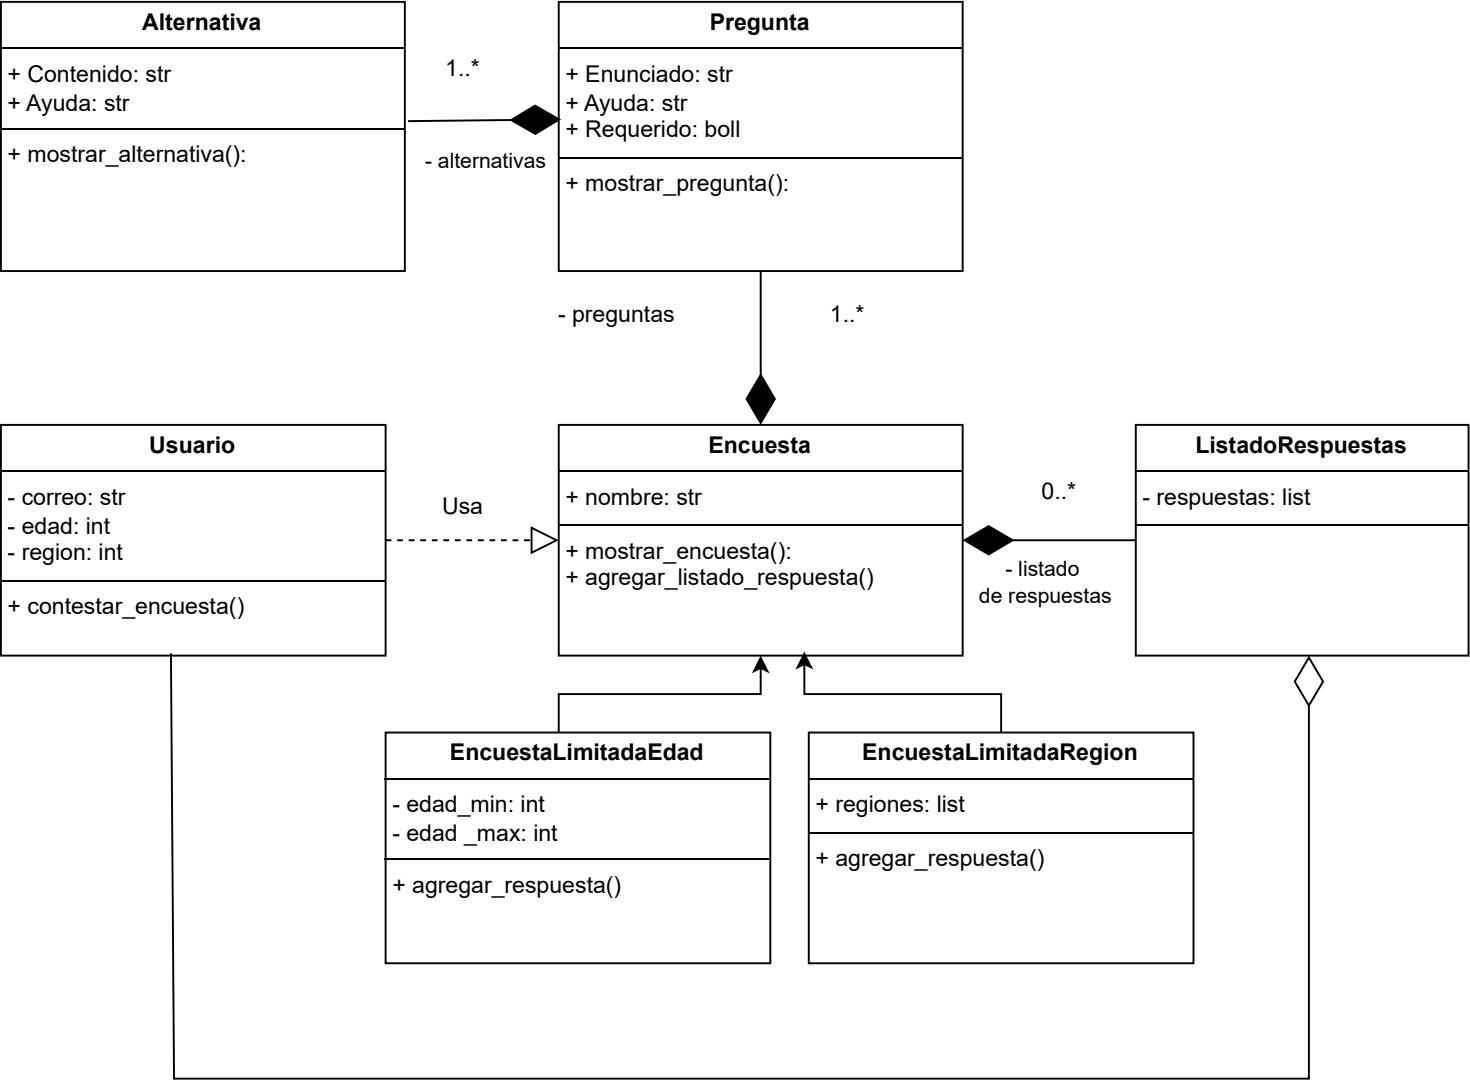 Alternativa
+ Contenido: str
+ Ayuda: str
+ mostrar_alternativa():
1..*
- alternativas
Pregunta
+ Enunciado: str
+ Ayuda: str
+ Requerido: boll
+ mostrar_pregunta():
- preguntas
1..*
Usuario
- correo: str
- edad: int
- region: int
+ contestar_encuesta()
Usa
Encuesta
+ nombre: str
+ mostrar_encuesta():
+ agregar_listado_respuesta()
0..*
- listado
de respuestas
ListadoRespuestas
- respuestas: list
EncuestaLimitadaEdad
- edad_min: int
- edad _max: int
+ agregar_respuesta()
EncuestaLimitadaRegion
+ regiones: list
+ agregar_respuesta()